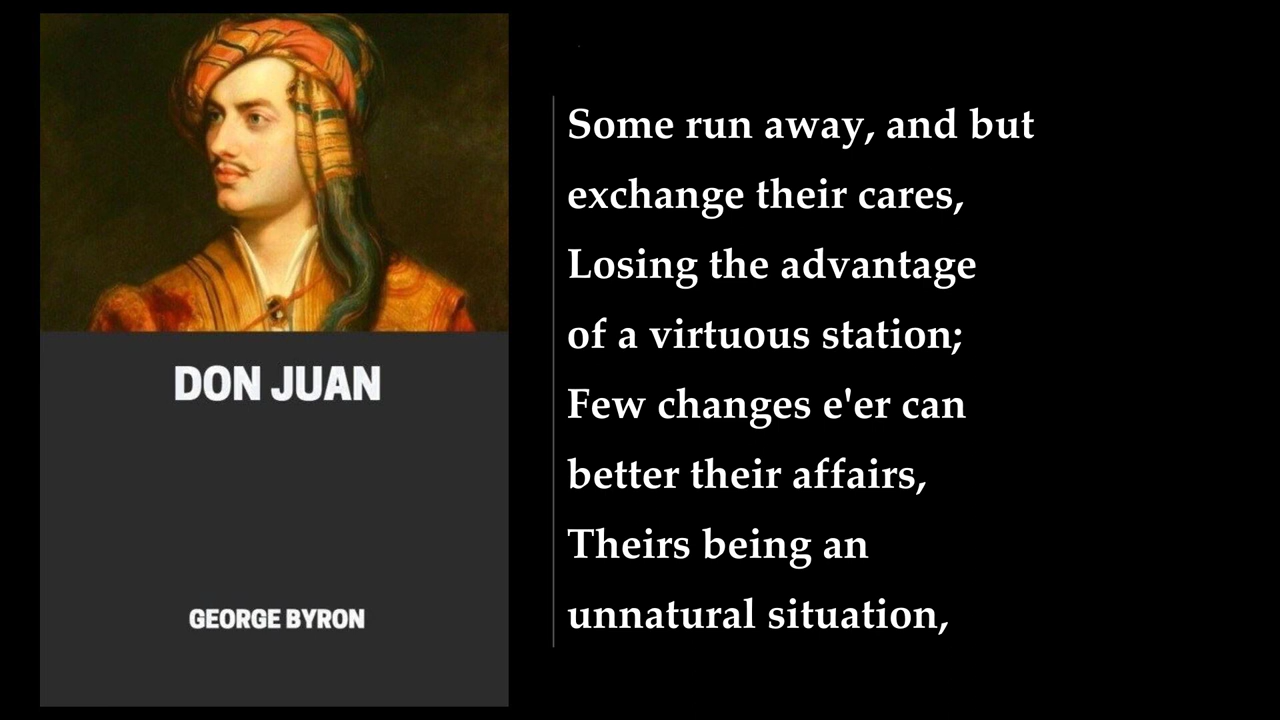 DON JUAN
GEORGE BYRON
Some run away, and but
exchange their cares,
Losing the advantage
of a virtuous station;
Few changes e'er can
better their affairs,
Theirs being an
unnatural situation,